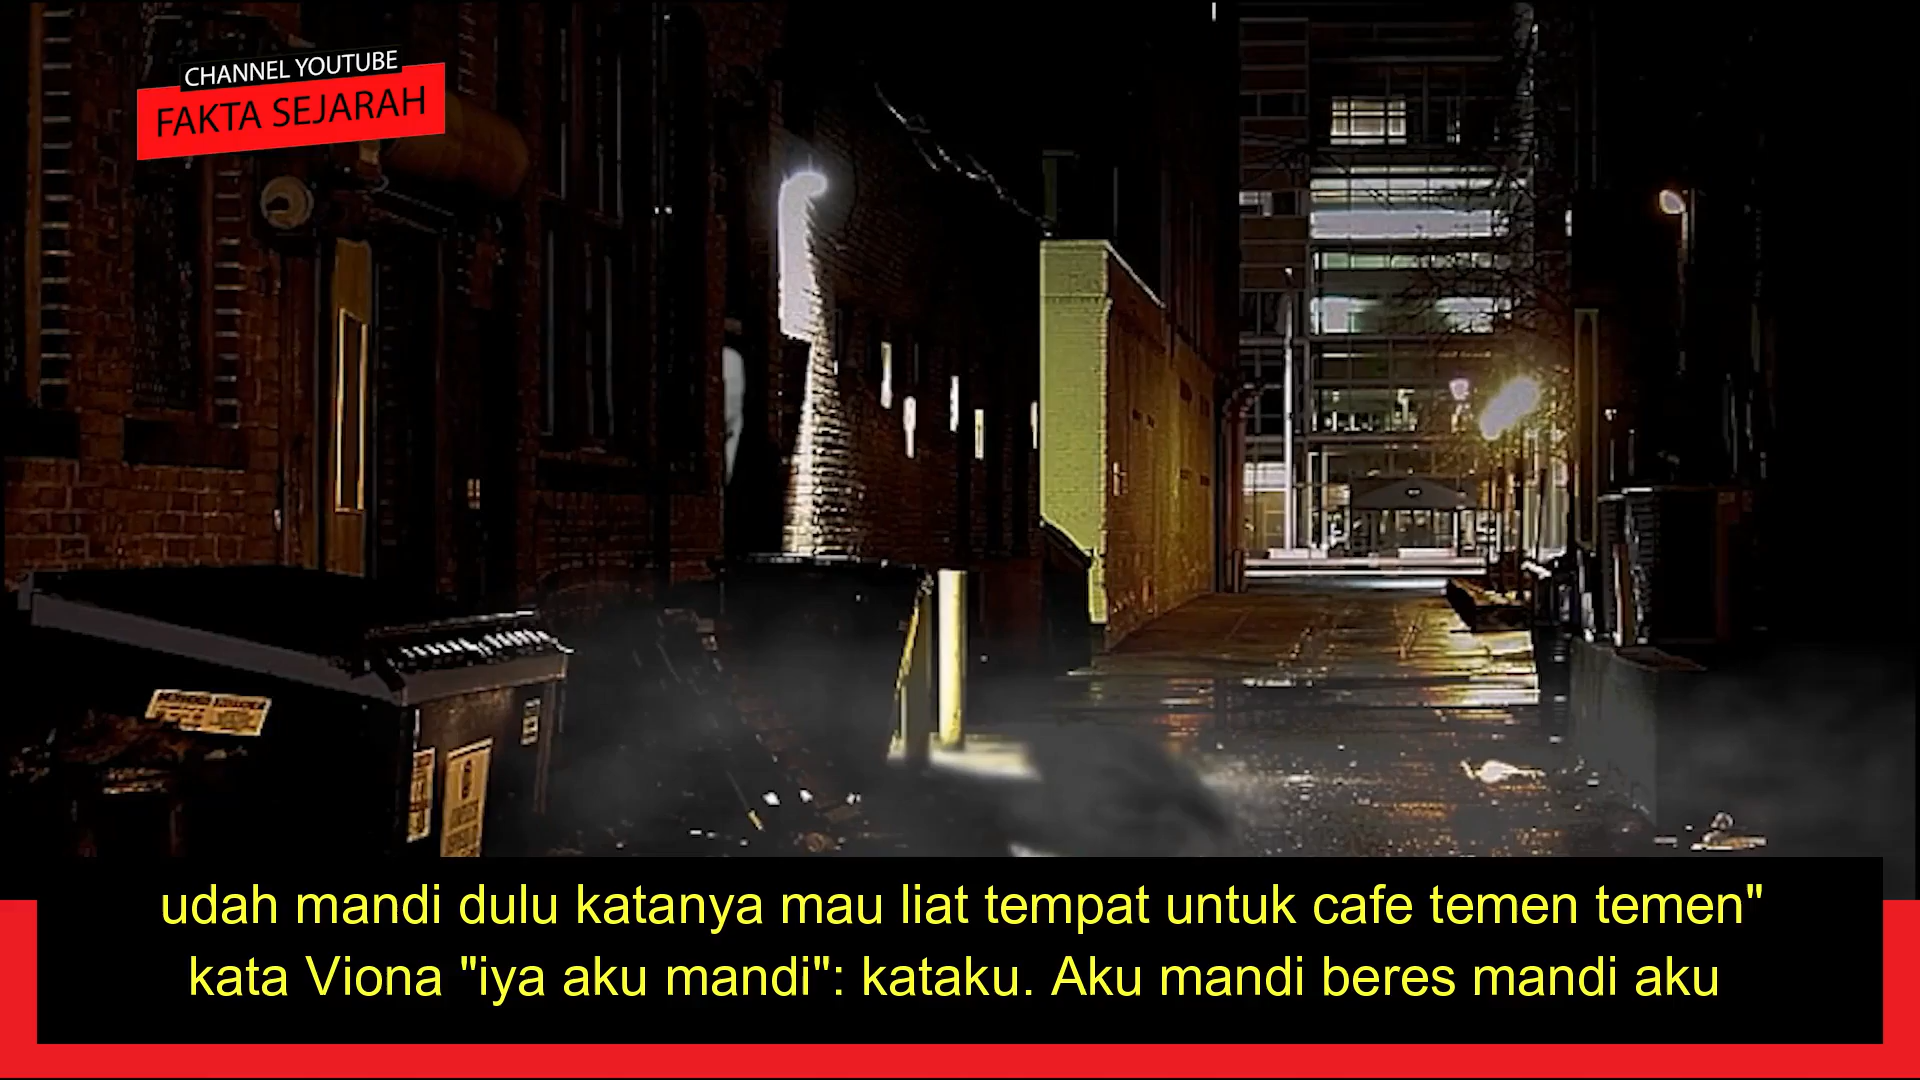 CHANNEL YOUTUBE
FAKTA SEJARAH
udah mandi dulu katanya mau liat tempat untuk cafe temen temen"
kata Viona "iya aku mandi": kataku. Aku mandi beres mandi aku